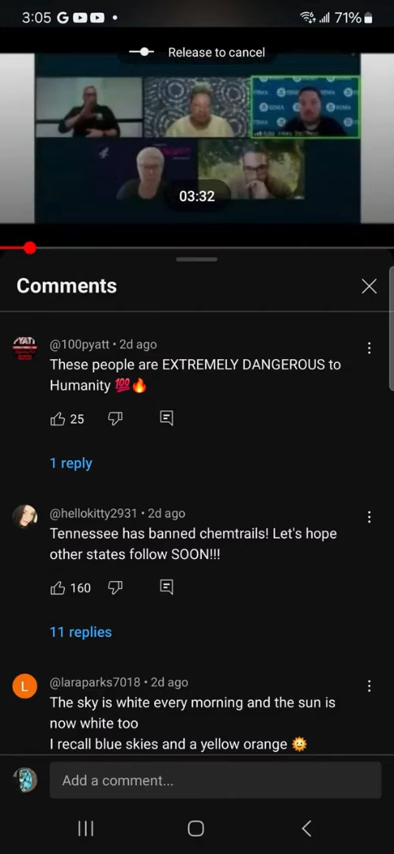 3:05 G 71%
Release to cancel
FEMA
03:32
Comments
@100pyatt • 2d ago
These people are EXTREMELY DANGEROUS to
Humanity 💯🔥
25
1 reply
@hellokitty2931 • 2d ago
Tennessee has banned chemtrails! Let's hope
other states follow SOON!!!
160
11 replies
L @laraparks7018 • 2d ago
The sky is white every morning and the sun is
now white too
I recall blue skies and a yellow orange 🌞
Add a comment...